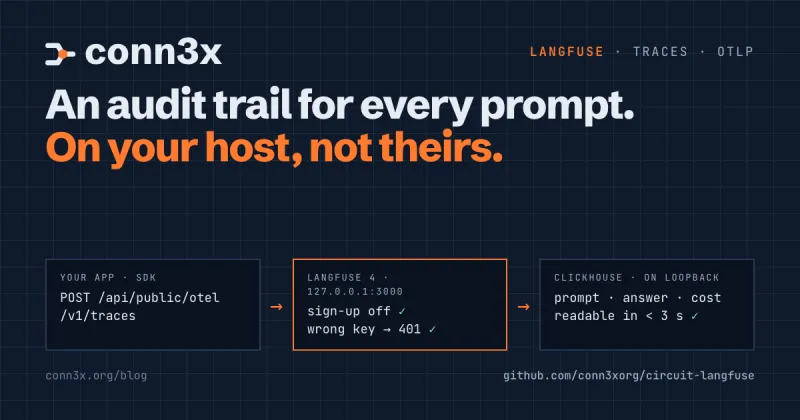 conn3x
LANGFUSE · TRACES · OTLP
An audit trail for every prompt.
On your host, not theirs.
YOUR APP · SDK
POST /api/public/otel
/v1/traces
→
LANGFUSE 4 ·
127.0.0.1:3000
sign-up off ✓
wrong key → 401 ✓
→
CLICKHOUSE · ON LOOPBACK
prompt · answer · cost
readable in < 3 s ✓
conn3x.org/blog
github.com/conn3xorg/circuit-langfuse